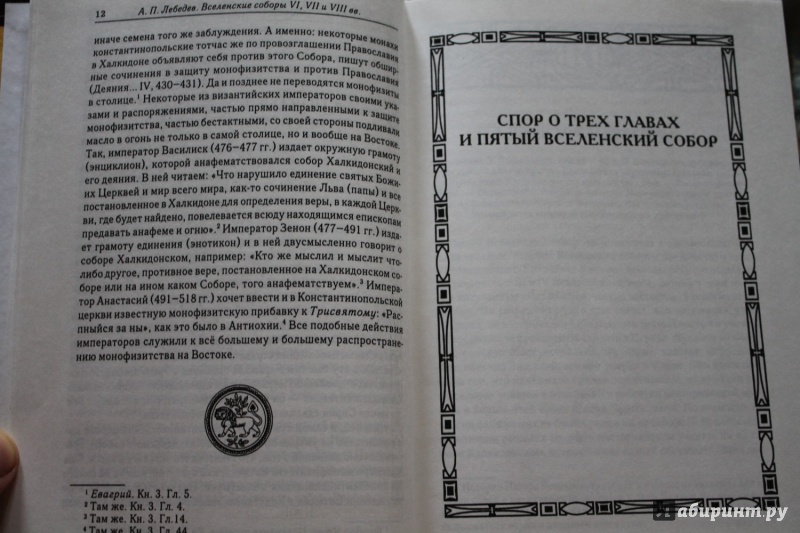 12 А. П. Лебедев. Вселенские соборы VI, VII и VIII вв.
иначе семена того же заблуждения. А именно: некоторые монахи
константинопольские тотчас же по провозглашении Православия
в Халкидоне объявляют себя против этого Собора, пишут обшир-
ные сочинения в защиту монофизитства и против Православия
(Деяния... IV, 430—431). Да и позднее не переводятся монофизиты
в столице.¹ Некоторые из византийских императоров своими ука-
зами и распоряжениями, частью прямо направленными к защите
монофизитства, частью бестактными, со своей стороны подливали
масло в огонь не только в самой столице, но и вообще на Востоке.
Так, император Василиск (476—477 гг.) издает окружную грамоту
(энциклион), которой анафематствовался собор Халкидонский и
его деяния. В ней читаем: «Что нарушило единение святых Божи-
их Церквей и мир всего мира, как-то сочинение Льва (папы) и все
постановленное в Халкидоне для определения веры, в каждой Церк-
ви, где будет найдено, повелевается всюду находящимся епископам
предавать анафеме и огню».² Император Зенон (477—491 гг.) изда-
ет грамоту единения (энотикон) и в ней двусмысленно говорит о
соборе Халкидонском, например: «Кто же мыслил и мыслит что-
либо другое, противное вере, постановленное на Халкидонском со-
боре или на ином каком Соборе, того анафематствуем».³ Импера-
тор Анастасий (491—518 гг.) хочет ввести и в Константинопольской
церкви известную монофизитскую прибавку к Трисвятому: «Рас-
пныйся за ны», как это было в Антиохии.⁴ Все подобные действия
императоров служили к всё большему и большему распростране-
нию монофизитства на Востоке.
¹ Евагрий. Кн. 3. Гл. 5.
² Там же. Кн. 3. Гл. 4.
³ Там же. Кн. 3. Гл.14.
⁴ Там же. Кн. 3. Гл. 44.
СПОР О ТРЕХ ГЛАВАХ
И ПЯТЫЙ ВСЕЛЕНСКИЙ СОБОР
лабиринт.ру